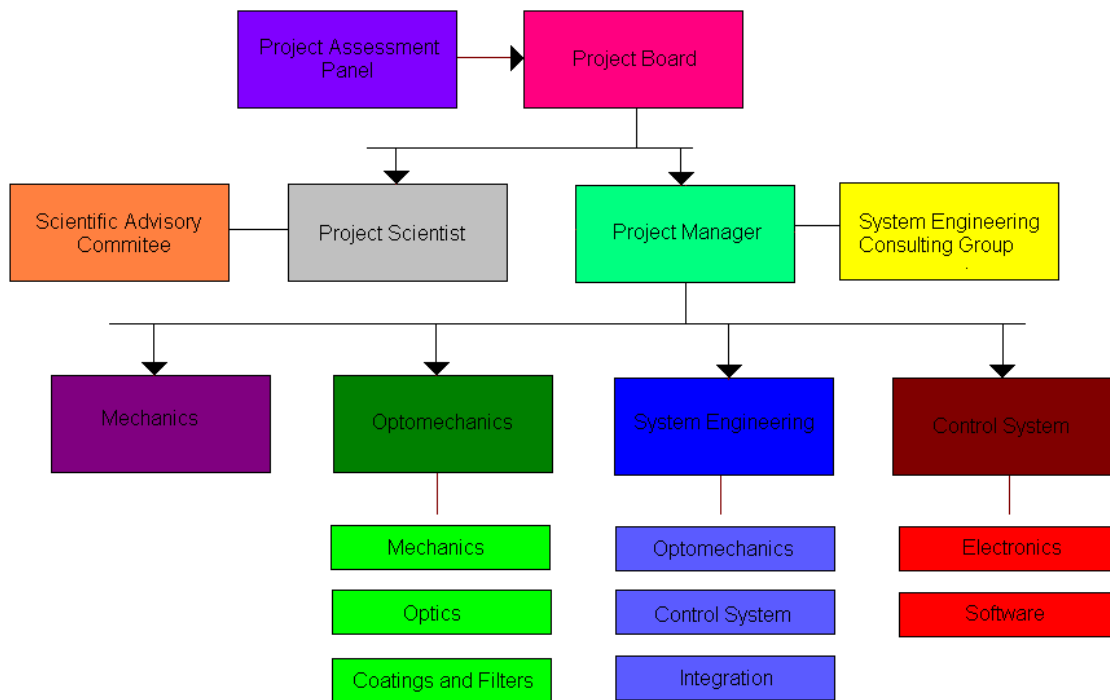 Project Assessment
Panel
Project Board
Scientific Advisory
Commitee
Project Scientist
Project Manager
System Engineering
Consulting Group
.
Mechanics
Optomechanics
System Engineering
Control System
Mechanics
Optics
Coatings and Filters
Optomechanics
Control System
Integration
Electronics
Software